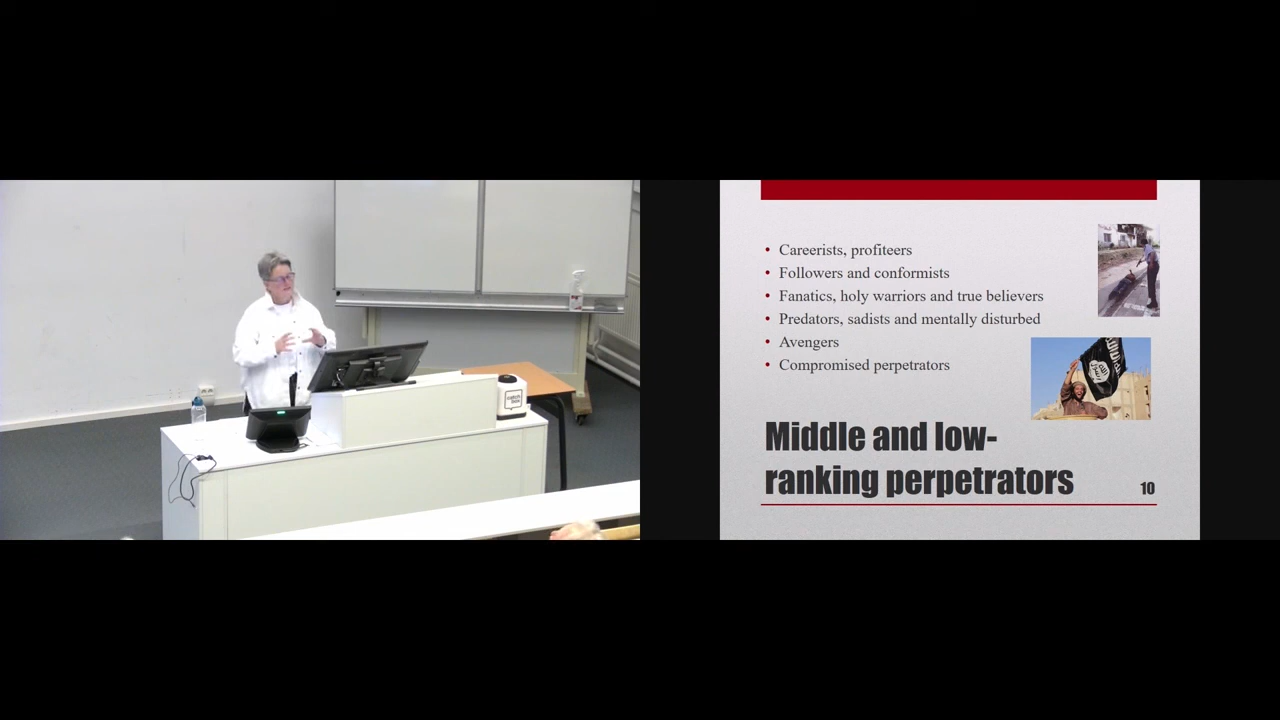 • Careerists, profiteers
• Followers and conformists
• Fanatics, holy warriors and true believers
• Predators, sadists and mentally disturbed
• Avengers
• Compromised perpetrators
Middle and low-
ranking perpetrators
10